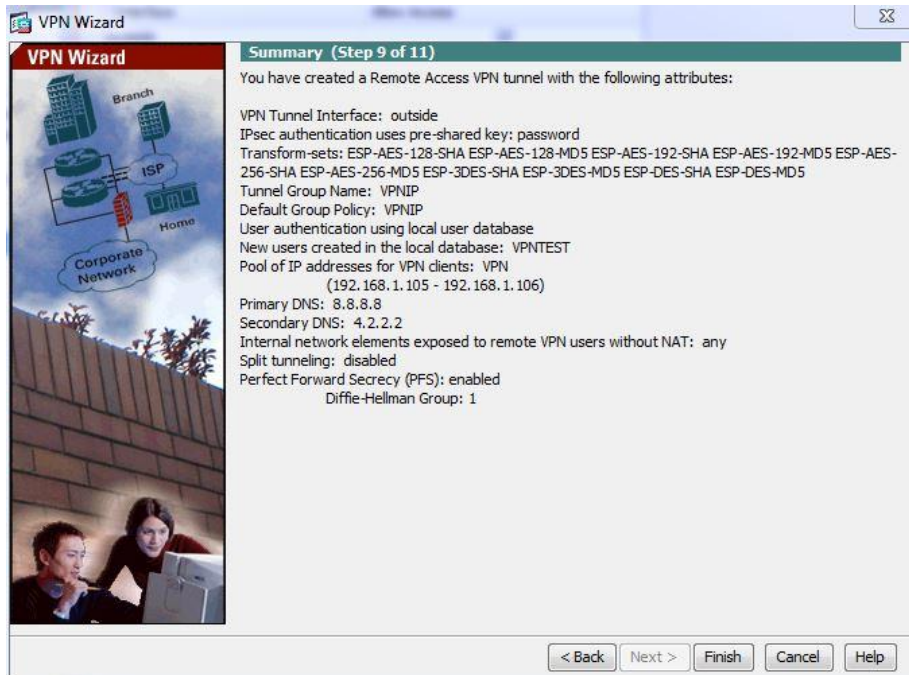 VPN Wizard
VPN Wizard
Branch
ISP
Home
Corporate
Network
Summary (Step 9 of 11)
You have created a Remote Access VPN tunnel with the following attributes:
VPN Tunnel Interface: outside
IPsec authentication uses pre-shared key: password
Transform-sets: ESP-AES-128-SHA ESP-AES-128-MD5 ESP-AES-192-SHA ESP-AES-192-MD5 ESP-AES-
256-SHA ESP-AES-256-MD5 ESP-3DES-SHA ESP-3DES-MD5 ESP-DES-SHA ESP-DES-MD5
Tunnel Group Name: VPNIP
Default Group Policy: VPNIP
User authentication using local user database
New users created in the local database: VPNTEST
Pool of IP addresses for VPN clients: VPN
(192.168.1.105 - 192.168.1.106)
Primary DNS: 8.8.8.8
Secondary DNS: 4.2.2.2
Internal network elements exposed to remote VPN users without NAT: any
Split tunneling: disabled
Perfect Forward Secrecy (PFS): enabled
Diffie-Hellman Group: 1
< Back Next > Finish Cancel Help